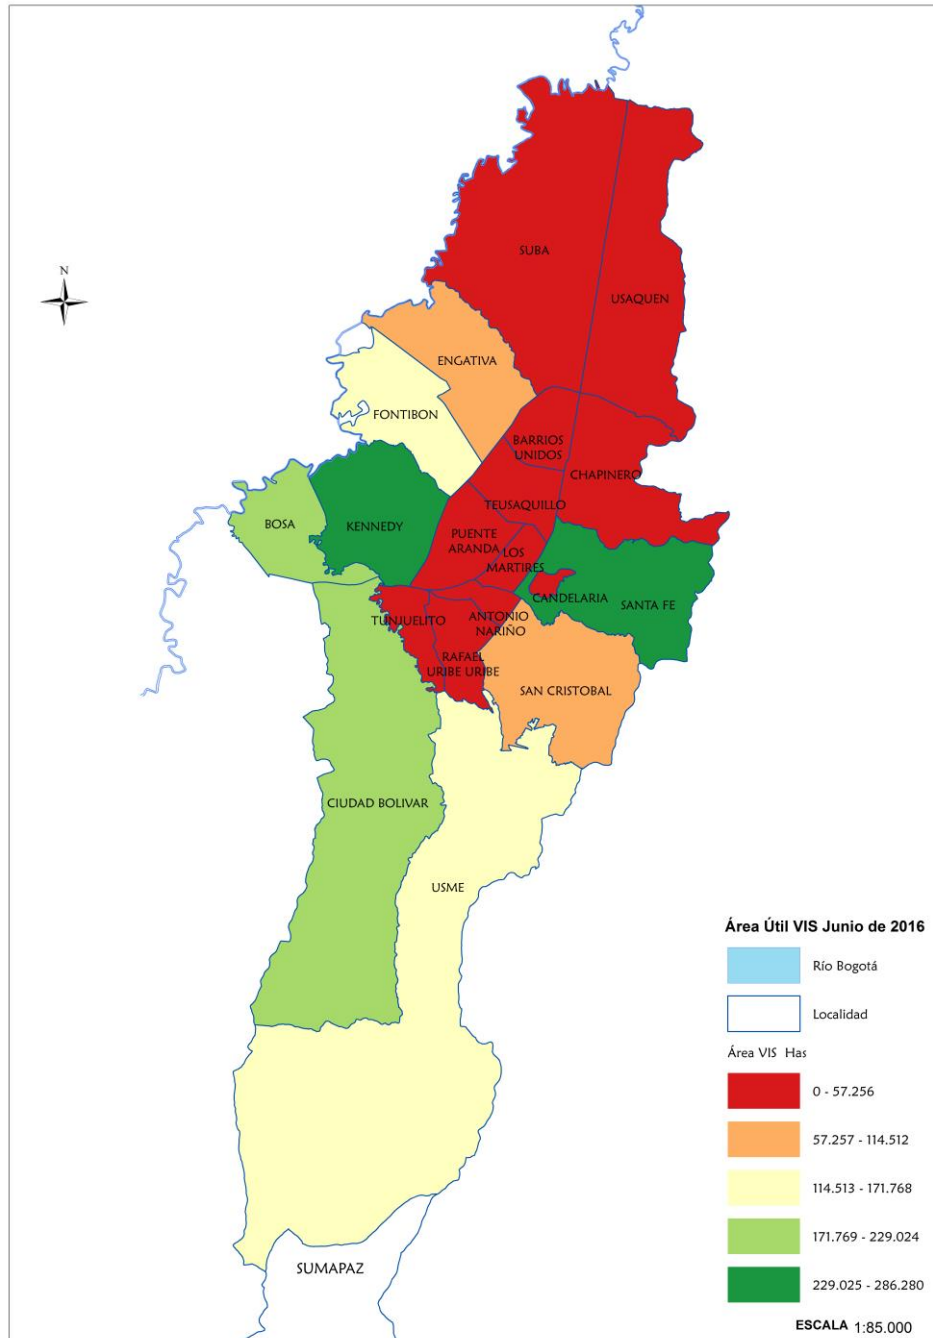 N
SUBA
USAQUEN
ENGATIVA
FONTIBON
BARRIOS
UNIDOS
CHAPINERO
TEUSAQUILLO
BOSA
KENNEDY
PUENTE
ARANDA
LOS
MARTIRES
CANDELARIA
SANTA FE
TUNJUELITO
ANTONIO
NARIÑO
RAFAEL
URIBE URIBE
SAN CRISTOBAL
CIUDAD BOLIVAR
USME
SUMAPAZ
Área Útil VIS Junio de 2016
Río Bogotá
Localidad
Área VIS Has
0 - 57.256
57.257 - 114.512
114.513 - 171.768
171.769 - 229.024
229.025 - 286.280
ESCALA 1:85.000